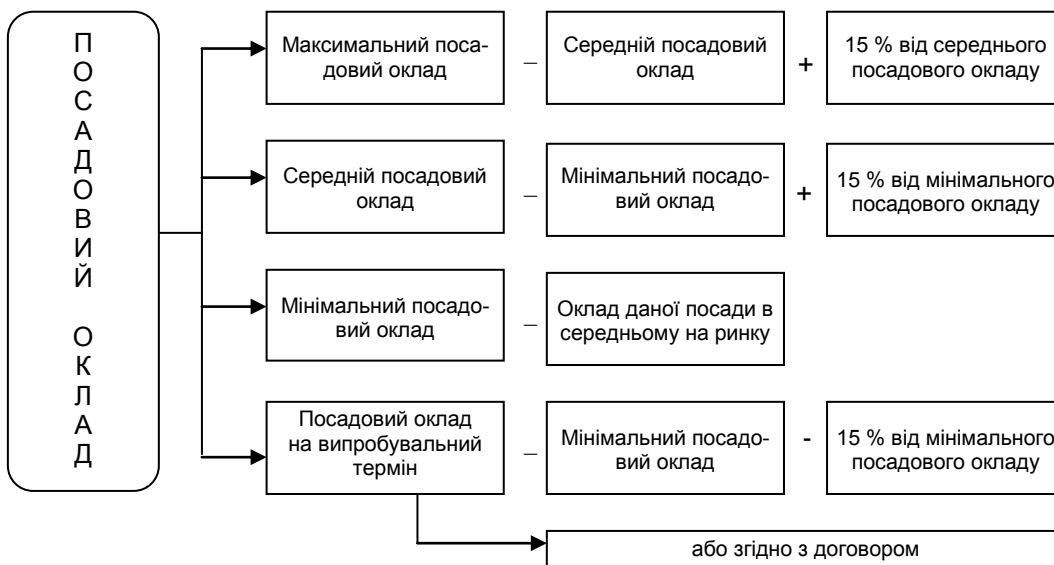 ПОСАДОВИЙ ОКЛАД
Максимальний поса-
довий оклад
–
Середній посадовий
оклад
+
15 % від середнього
посадового окладу
Середній посадовий
оклад
–
Мінімальний посадо-
вий оклад
+
15 % від мінімального
посадового окладу
Мінімальний посадо-
вий оклад
–
Оклад даної посади в
середньому на ринку
Посадовий оклад
на випробувальний
термін
–
Мінімальний посадо-
вий оклад
-
15 % від мінімального
посадового окладу
або згідно з договором